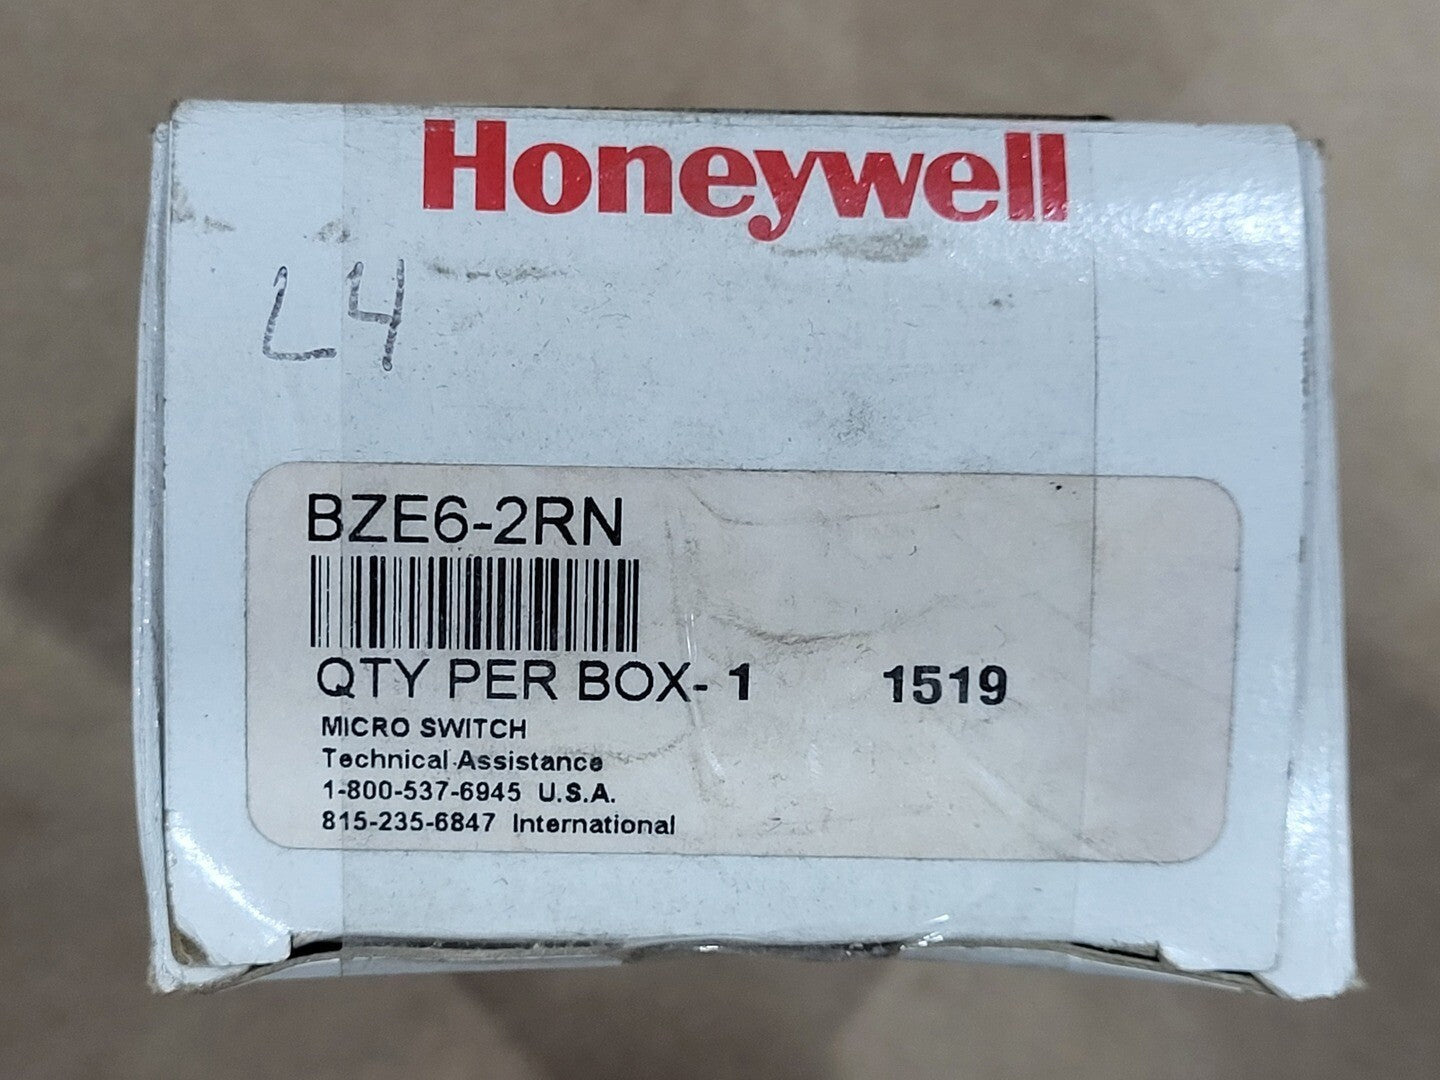 Honeywell
L4
BZE6-2RN
QTY PER BOX- 1 1519
MICRO SWITCH
Technical Assistance
1-800-537-6945 U.S.A.
815-235-6847 International